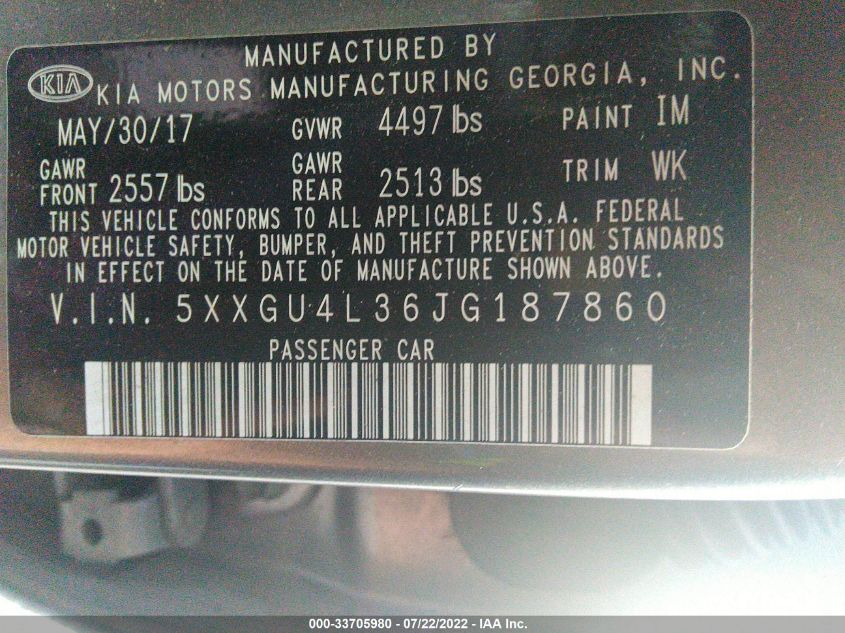 MANUFACTURED BY
KIA KIA MOTORS MANUFACTURING GEORGIA, INC.
MAY/30/17 GVWR 4497 lbs PAINT IM
GAWR FRONT 2557 lbs GAWR REAR 2513 lbs TRIM WK
THIS VEHICLE CONFORMS TO ALL APPLICABLE U.S.A. FEDERAL
MOTOR VEHICLE SAFETY, BUMPER, AND THEFT PREVENTION STANDARDS
IN EFFECT ON THE DATE OF MANUFACTURE SHOWN ABOVE.
V.I.N. 5XXGU4L36JG187860
PASSENGER CAR
000-33705980 - 07/22/2022 - IAA Inc.